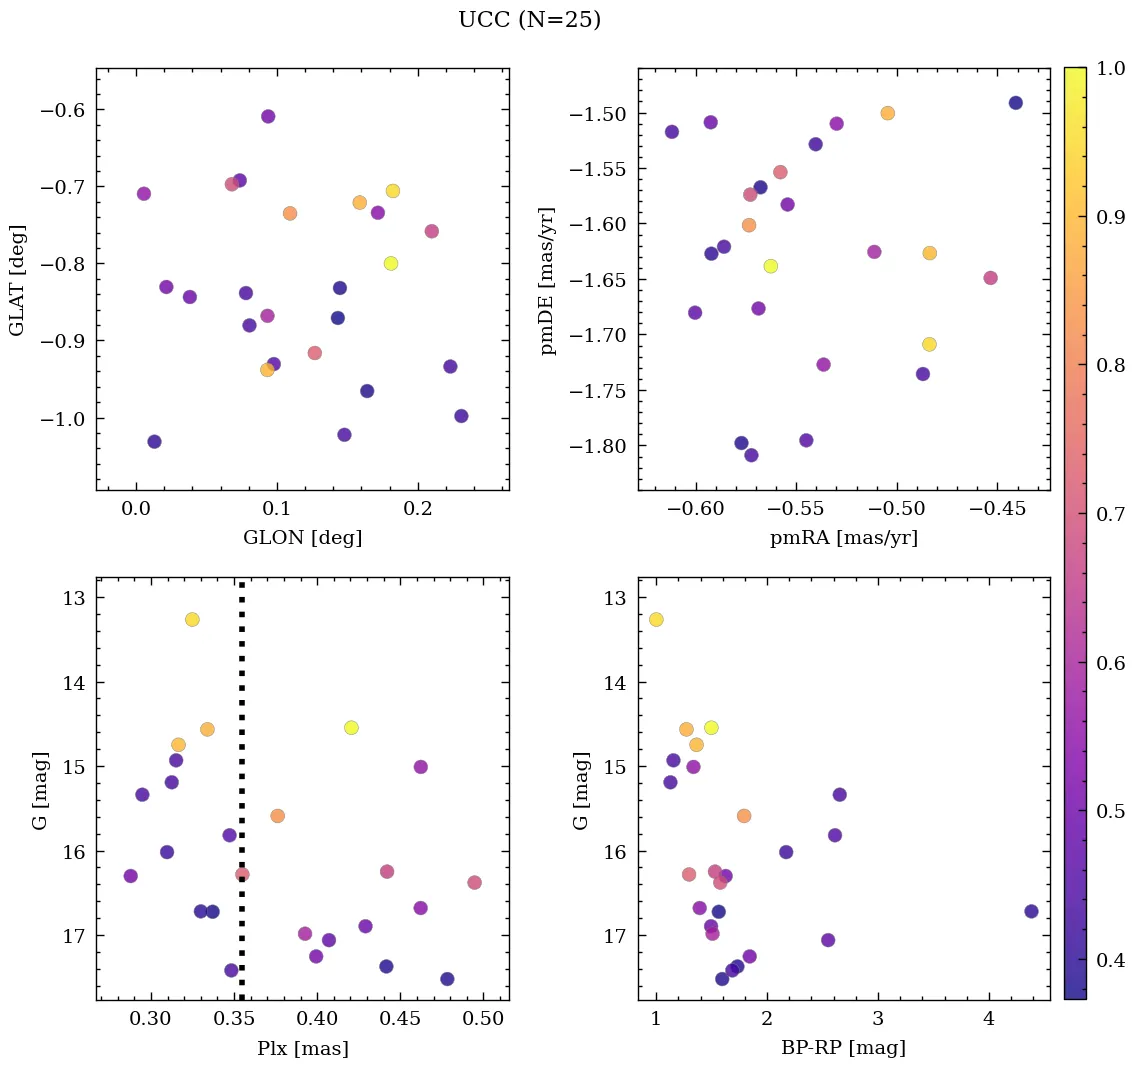 UCC (N=25)
−0.6
−0.7
−0.8
−0.9
−1.0
GLAT [deg]
0.0 0.1 0.2
GLON [deg]
−1.50
−1.55
−1.60
−1.65
−1.70
−1.75
−1.80
pmDE [mas/yr]
−0.60 −0.55 −0.50 −0.45
pmRA [mas/yr]
13
14
15
16
17
G [mag]
0.30 0.35 0.40 0.45 0.50
Plx [mas]
13
14
15
16
17
G [mag]
1 2 3 4
BP-RP [mag]
1.0
0.9
0.8
0.7
0.6
0.5
0.4